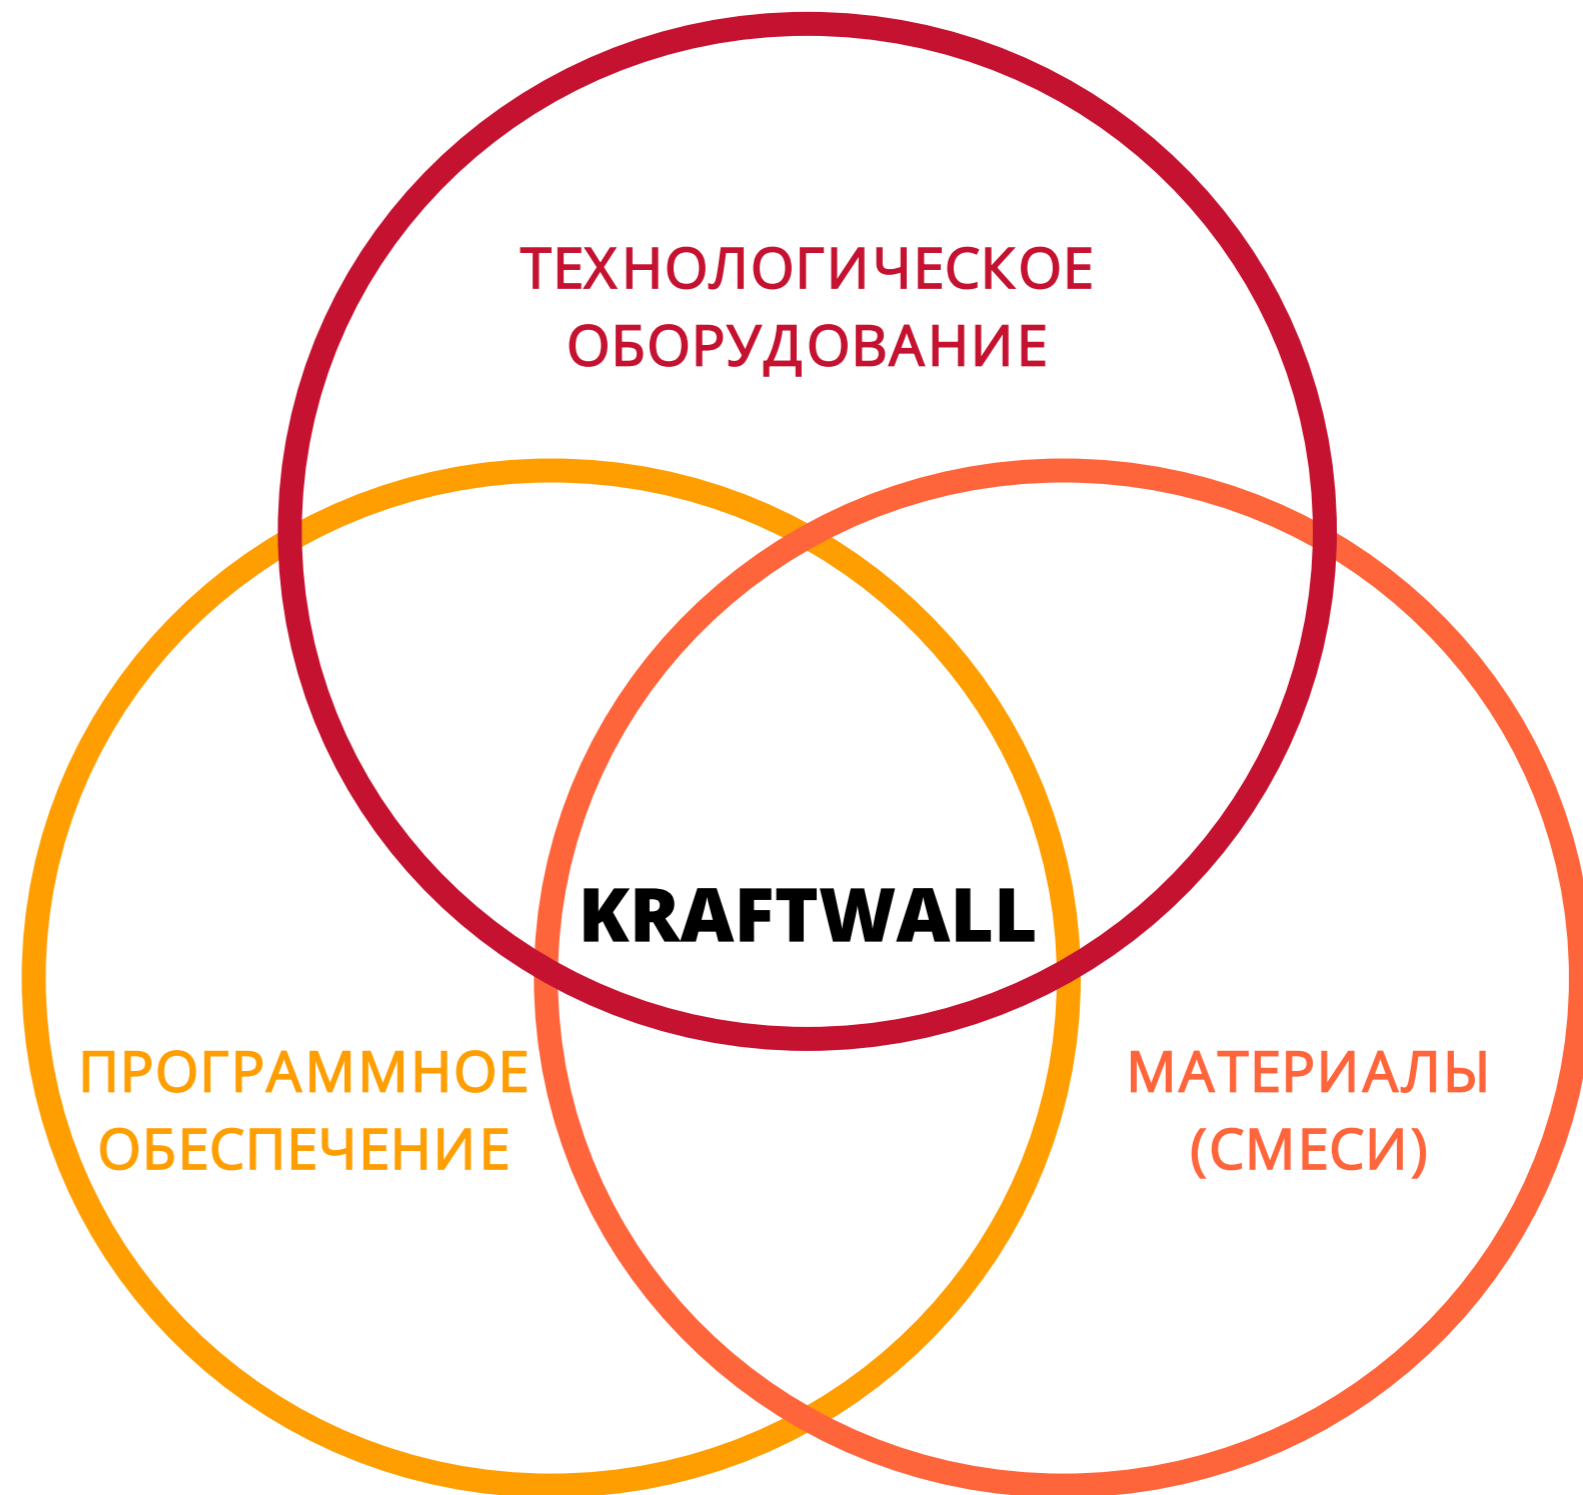 ТЕХНОЛОГИЧЕСКОЕ
ОБОРУДОВАНИЕ
KRAFTWALL
ПРОГРАММНОЕ
ОБЕСПЕЧЕНИЕ
МАТЕРИАЛЫ
(СМЕСИ)